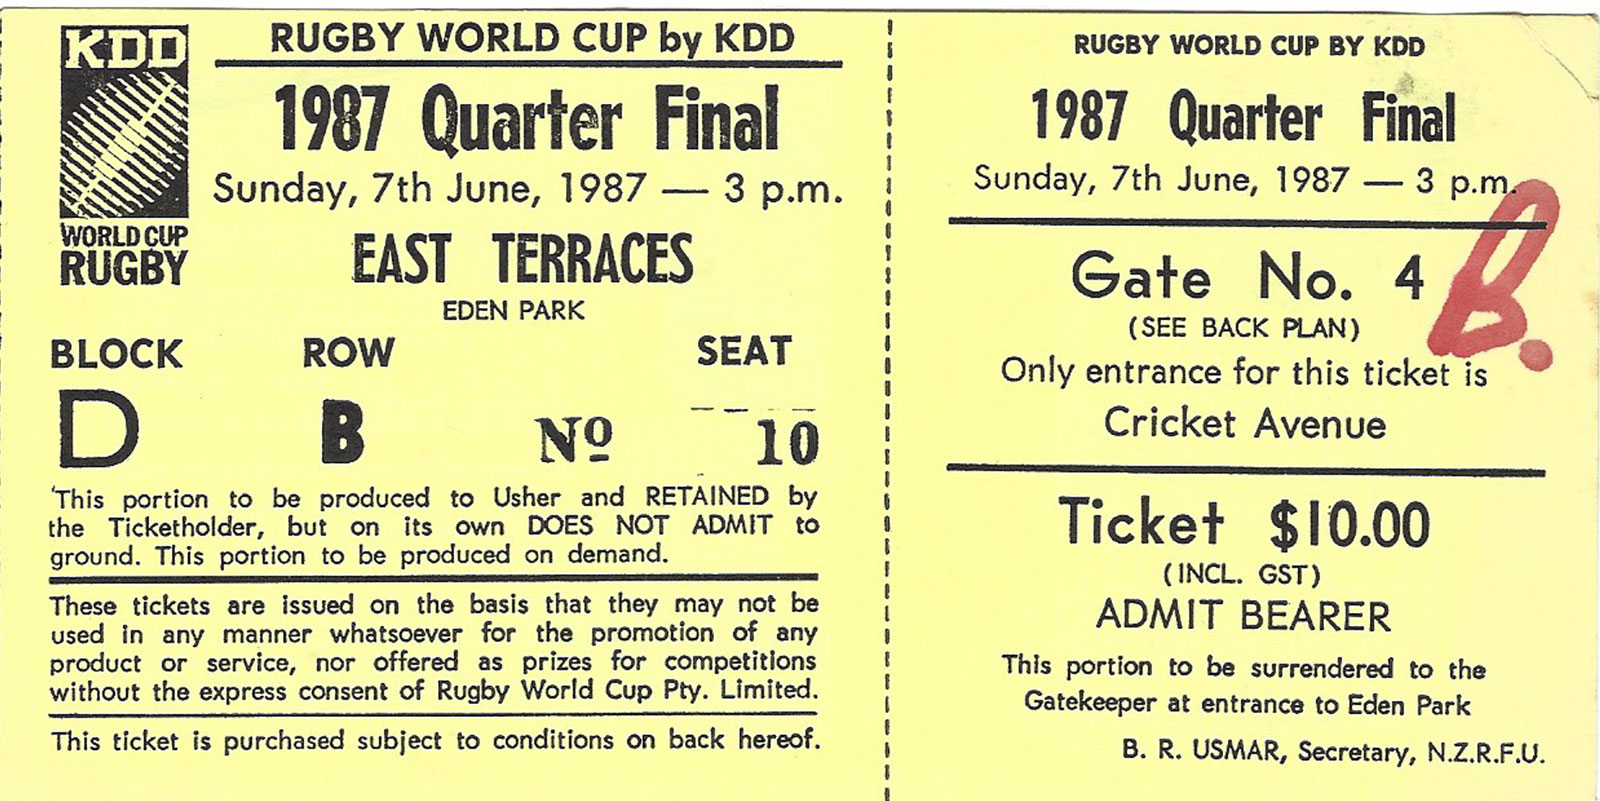 KDD
WORLD CUP
RUGBY
RUGBY WORLD CUP by KDD
1987 Quarter Final
Sunday, 7th June, 1987 — 3 p.m.
EAST TERRACES
EDEN PARK
BLOCK ROW SEAT
D B Nº 10
This portion to be produced to Usher and RETAINED by
the Ticketholder, but on its own DOES NOT ADMIT to
ground. This portion to be produced on demand.
These tickets are issued on the basis that they may not be
used in any manner whatsoever for the promotion of any
product or service, nor offered as prizes for competitions
without the express consent of Rugby World Cup Pty. Limited.
This ticket is purchased subject to conditions on back hereof.
RUGBY WORLD CUP BY KDD
1987 Quarter Final
Sunday, 7th June, 1987 — 3 p.m.
Gate No. 4
B.
(SEE BACK PLAN)
Only entrance for this ticket is
Cricket Avenue
Ticket $10.00
(INCL. GST)
ADMIT BEARER
This portion to be surrendered to the
Gatekeeper at entrance to Eden Park
B. R. USMAR, Secretary, N.Z.R.F.U.